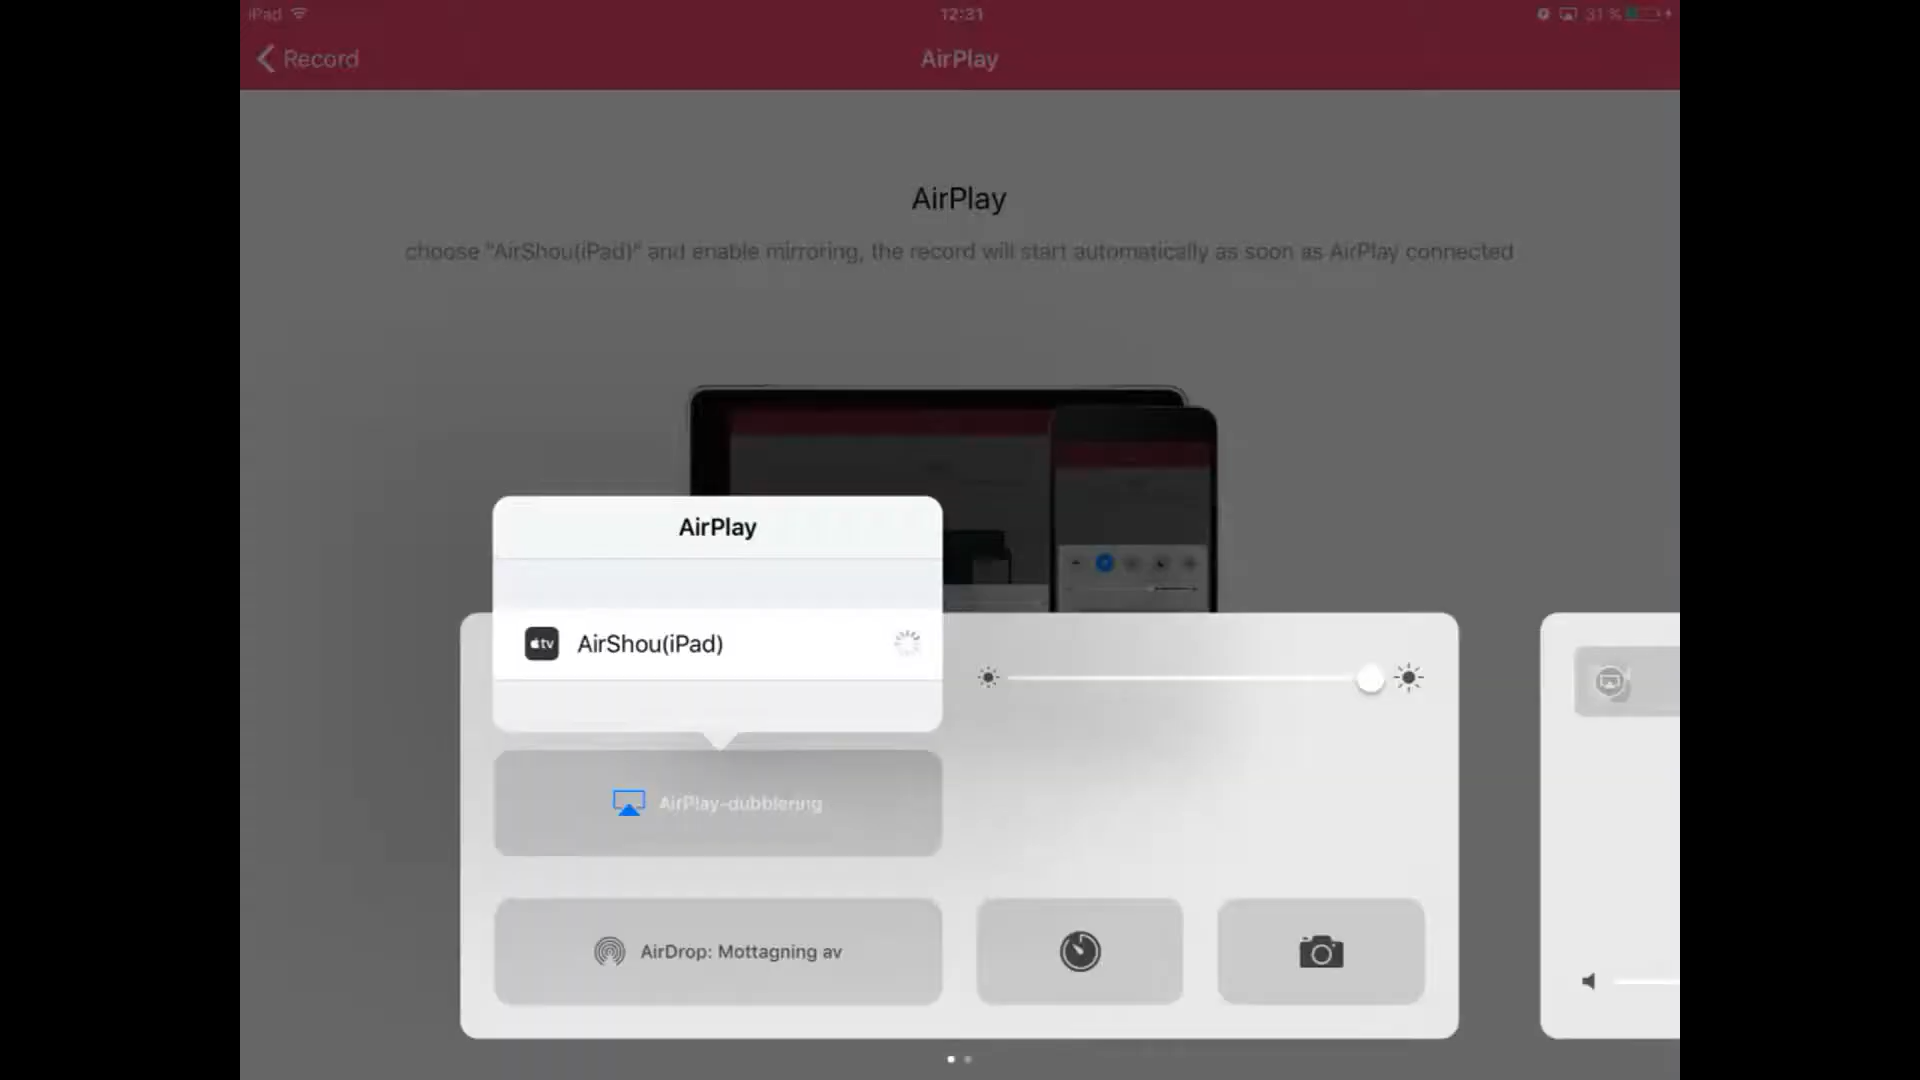 iPad 12:31 31 %
Record AirPlay
AirPlay
choose "AirShou(iPad)" and enable mirroring, the record will start automatically as soon as AirPlay connected
AirPlay
tv AirShou(iPad)
AirPlay-dubblering
AirDrop: Mottagning av